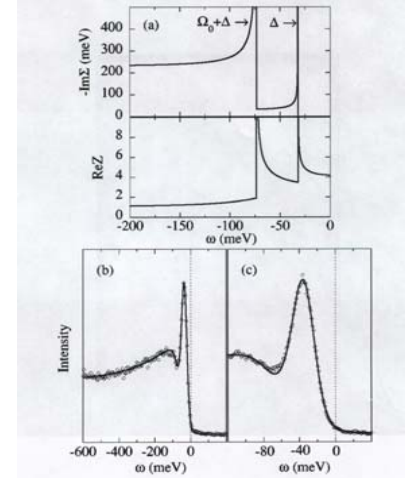 (a) Ω₀+Δ → Δ →
500
400
300
200
100
0
-ImΣ (meV)
8
6
4
2
0
ReZ
-200 -150 -100 -50 0
ω (meV)
(b) (c)
Intensity
-600 -400 -200 0 -80 -40 0
ω (meV) ω (meV)